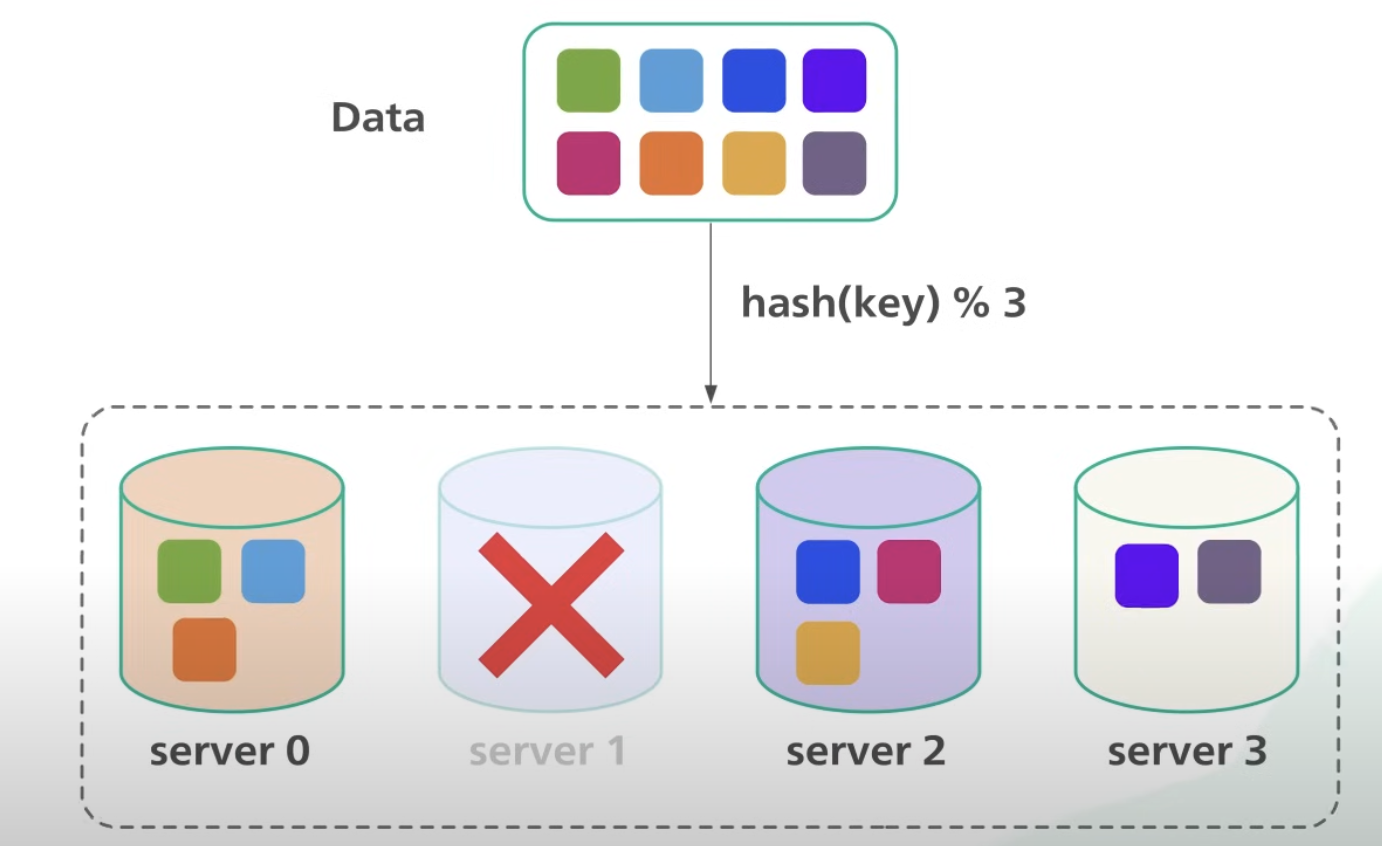 Data
hash(key) % 3
server 0
server 1
server 2
server 3